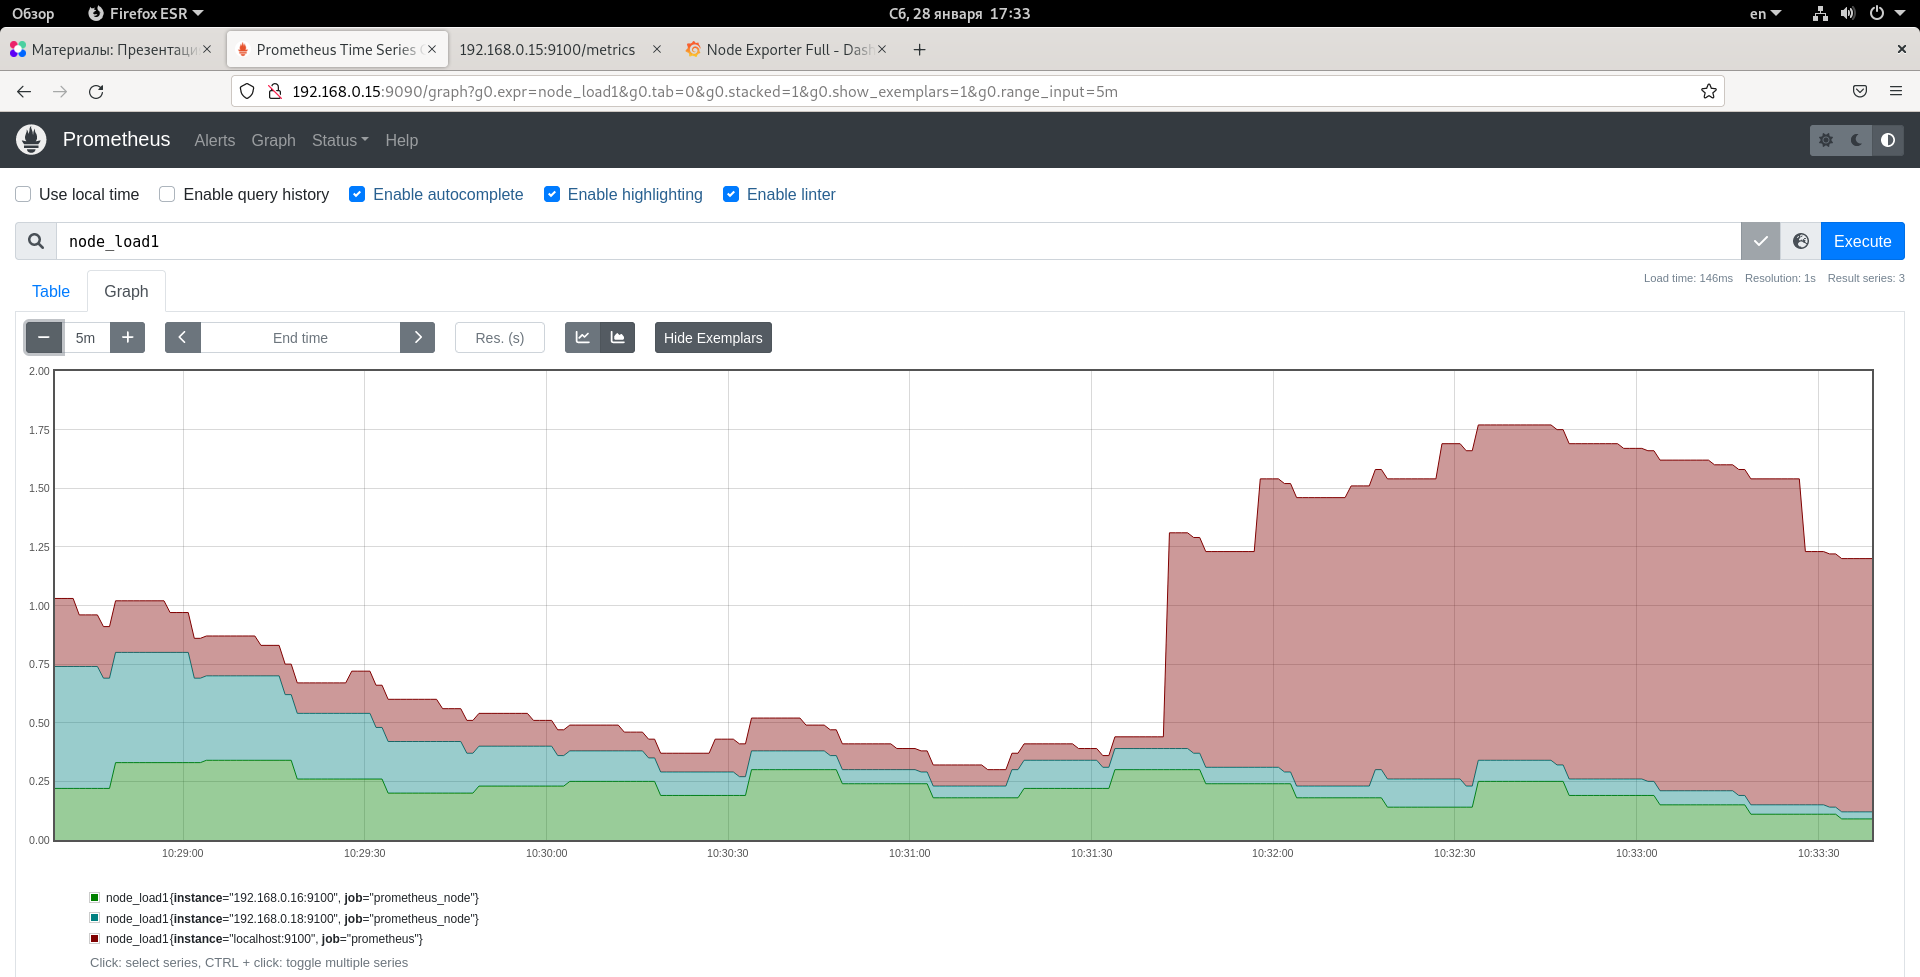 Обзор Firefox ESR Сб, 28 января 17:33 en
Материалы: Презентаци Prometheus Time Series 192.168.0.15:9100/metrics Node Exporter Full - Dash
192.168.0.15:9090/graph?g0.expr=node_load1&g0.tab=0&g0.stacked=1&g0.show_exemplars=1&g0.range_input=5m
Prometheus Alerts Graph Status Help
Use local time Enable query history Enable autocomplete Enable highlighting Enable linter
node_load1 Execute
Load time: 146ms Resolution: 1s Result series: 3
Table Graph
5m End time Res. (s) Hide Exemplars
2.00
1.75
1.50
1.25
1.00
0.75
0.50
0.25
0.00
10:29:00 10:29:30 10:30:00 10:30:30 10:31:00 10:31:30 10:32:00 10:32:30 10:33:00 10:33:30
node_load1{instance="192.168.0.16:9100", job="prometheus_node"}
node_load1{instance="192.168.0.18:9100", job="prometheus_node"}
node_load1{instance="localhost:9100", job="prometheus"}
Click: select series, CTRL + click: toggle multiple series